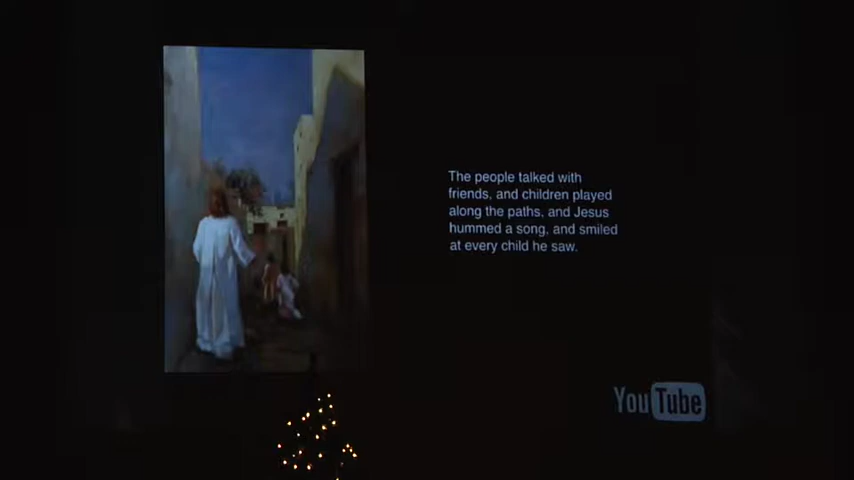 The people talked with
friends, and children played
along the paths, and Jesus
hummed a song, and smiled
at every child he saw.
YouTube